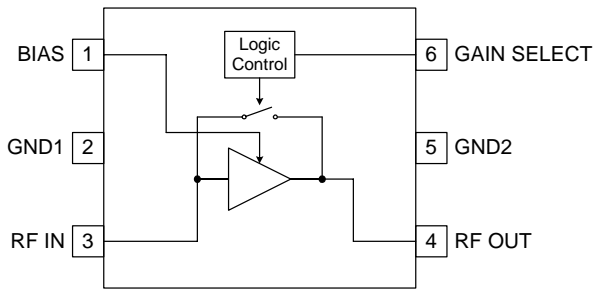 BIAS 1
Logic
Control
6 GAIN SELECT
GND1 2
5 GND2
RF IN 3
4 RF OUT